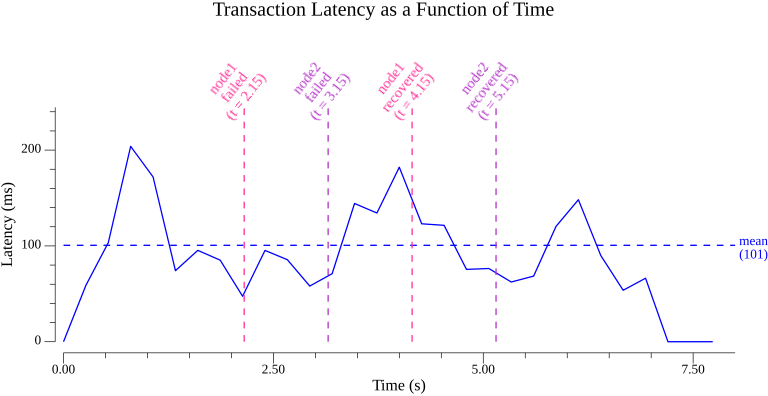 Transaction Latency as a Function of Time
node1
failed
(t = 2.15)
node2
failed
(t = 3.15)
node1
recovered
(t = 4.15)
node2
recovered
(t = 5.15)
200
100
0
Latency (ms)
mean
(101)
0.00
2.50
5.00
7.50
Time (s)